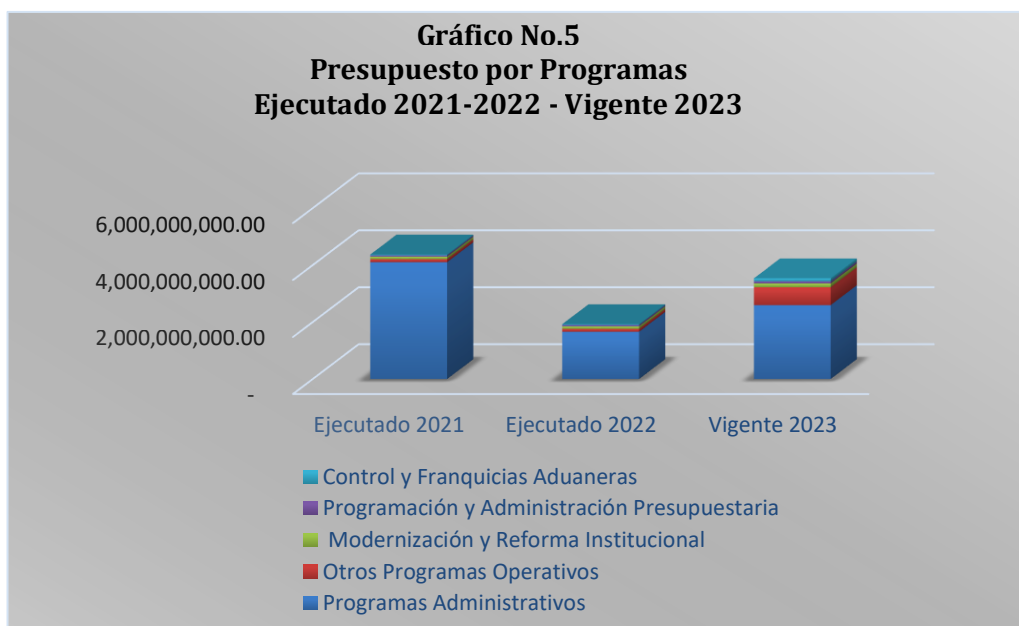 Gráfico No.5
Presupuesto por Programas
Ejecutado 2021-2022 - Vigente 2023
6,000,000,000.00
4,000,000,000.00
2,000,000,000.00
-
Ejecutado 2021
Ejecutado 2022
Vigente 2023
Control y Franquicias Aduaneras
Programación y Administración Presupuestaria
Modernización y Reforma Institucional
Otros Programas Operativos
Programas Administrativos